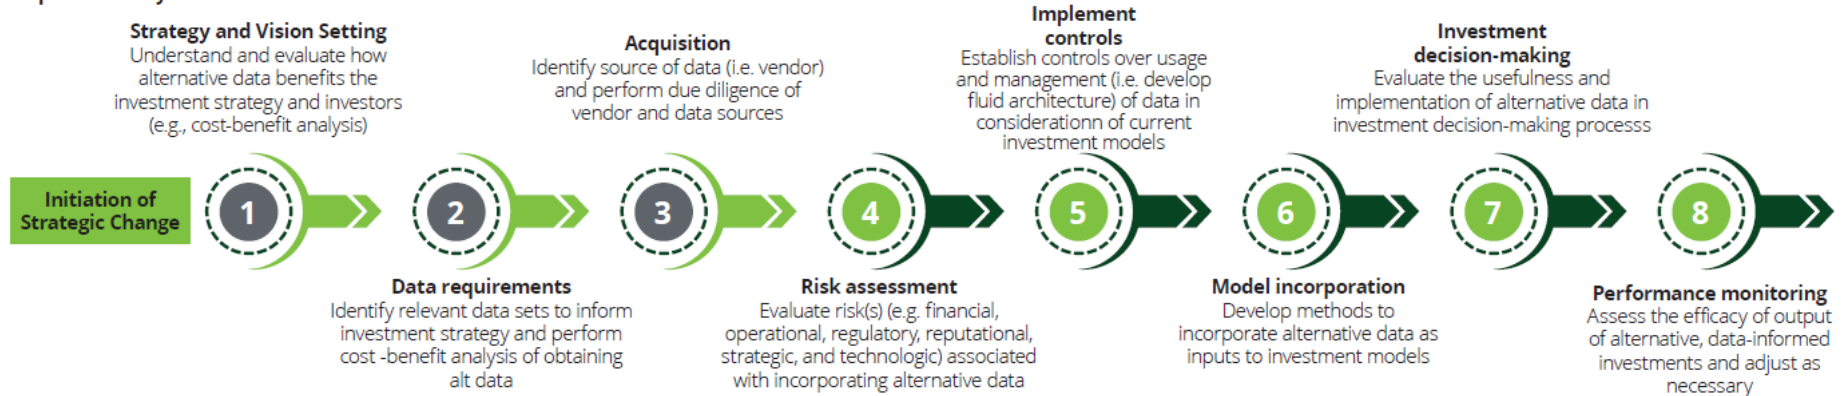 Strategy and Vision Setting
Understand and evaluate how
alternative data benefits the
investment strategy and investors
(e.g., cost-benefit analysis)
Acquisition
Identify source of data (i.e. vendor)
and perform due diligence of
vendor and data sources
Implement
controls
Establish controls over usage
and management (i.e. develop
fluid architecture) of data in
considerationn of current
investment models
Investment
decision-making
Evaluate the usefulness and
implementation of alternative data in
investment decision-making processs
Initiation of
Strategic Change
1
2
3
4
5
6
7
8
Data requirements
Identify relevant data sets to inform
investment strategy and perform
cost -benefit analysis of obtaining
alt data
Risk assessment
Evaluate risk(s) (e.g. financial,
operational, regulatory, reputational,
strategic, and technologic) associated
with incorporating alternative data
Model incorporation
Develop methods to
incorporate alternative data as
inputs to investment models
Performance monitoring
Assess the efficacy of output
of alternative, data-informed
investments and adjust as
necessary